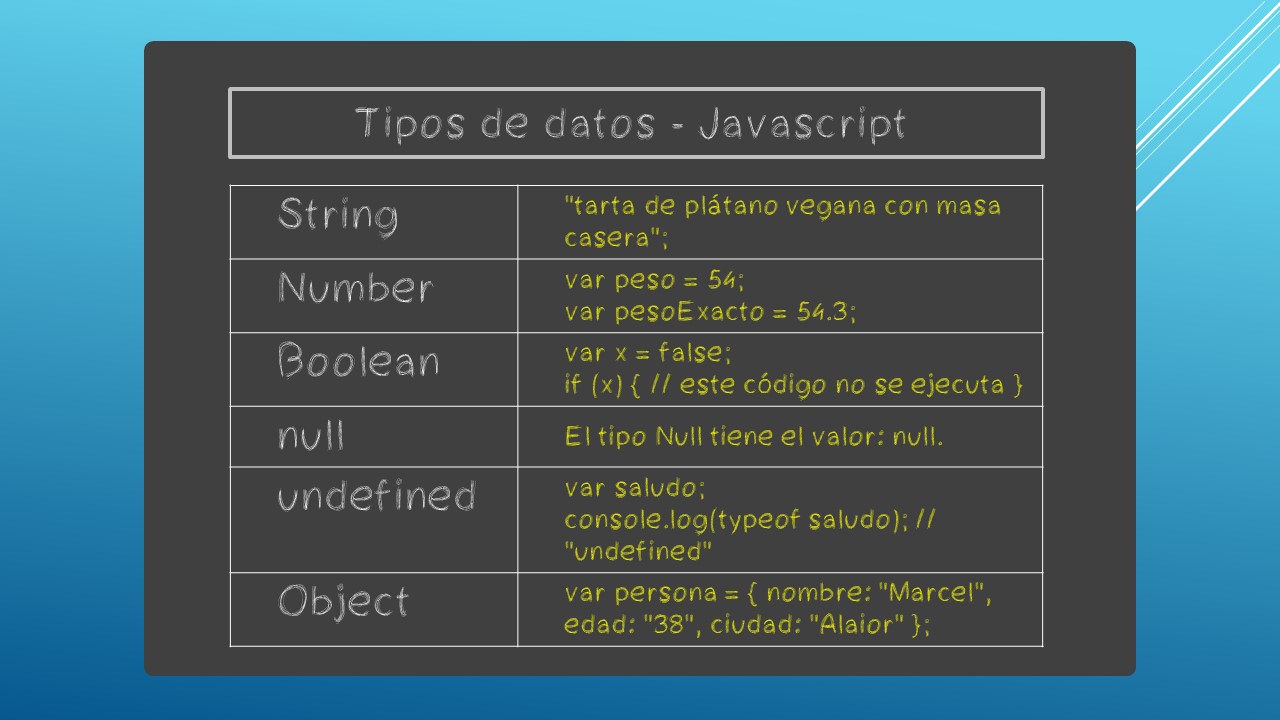 Tipos de datos - Javascript
String
"tarta de plátano vegana con masa
casera";
Number
var peso = 54;
var pesoExacto = 54.3;
Boolean
var x = false;
if (x) { // este código no se ejecuta }
null
El tipo Null tiene el valor: null.
undefined
var saludo;
console.log(typeof saludo); //
"undefined"
Object
var persona = { nombre: "Marcel",
edad: "38", ciudad: "Alaior" };